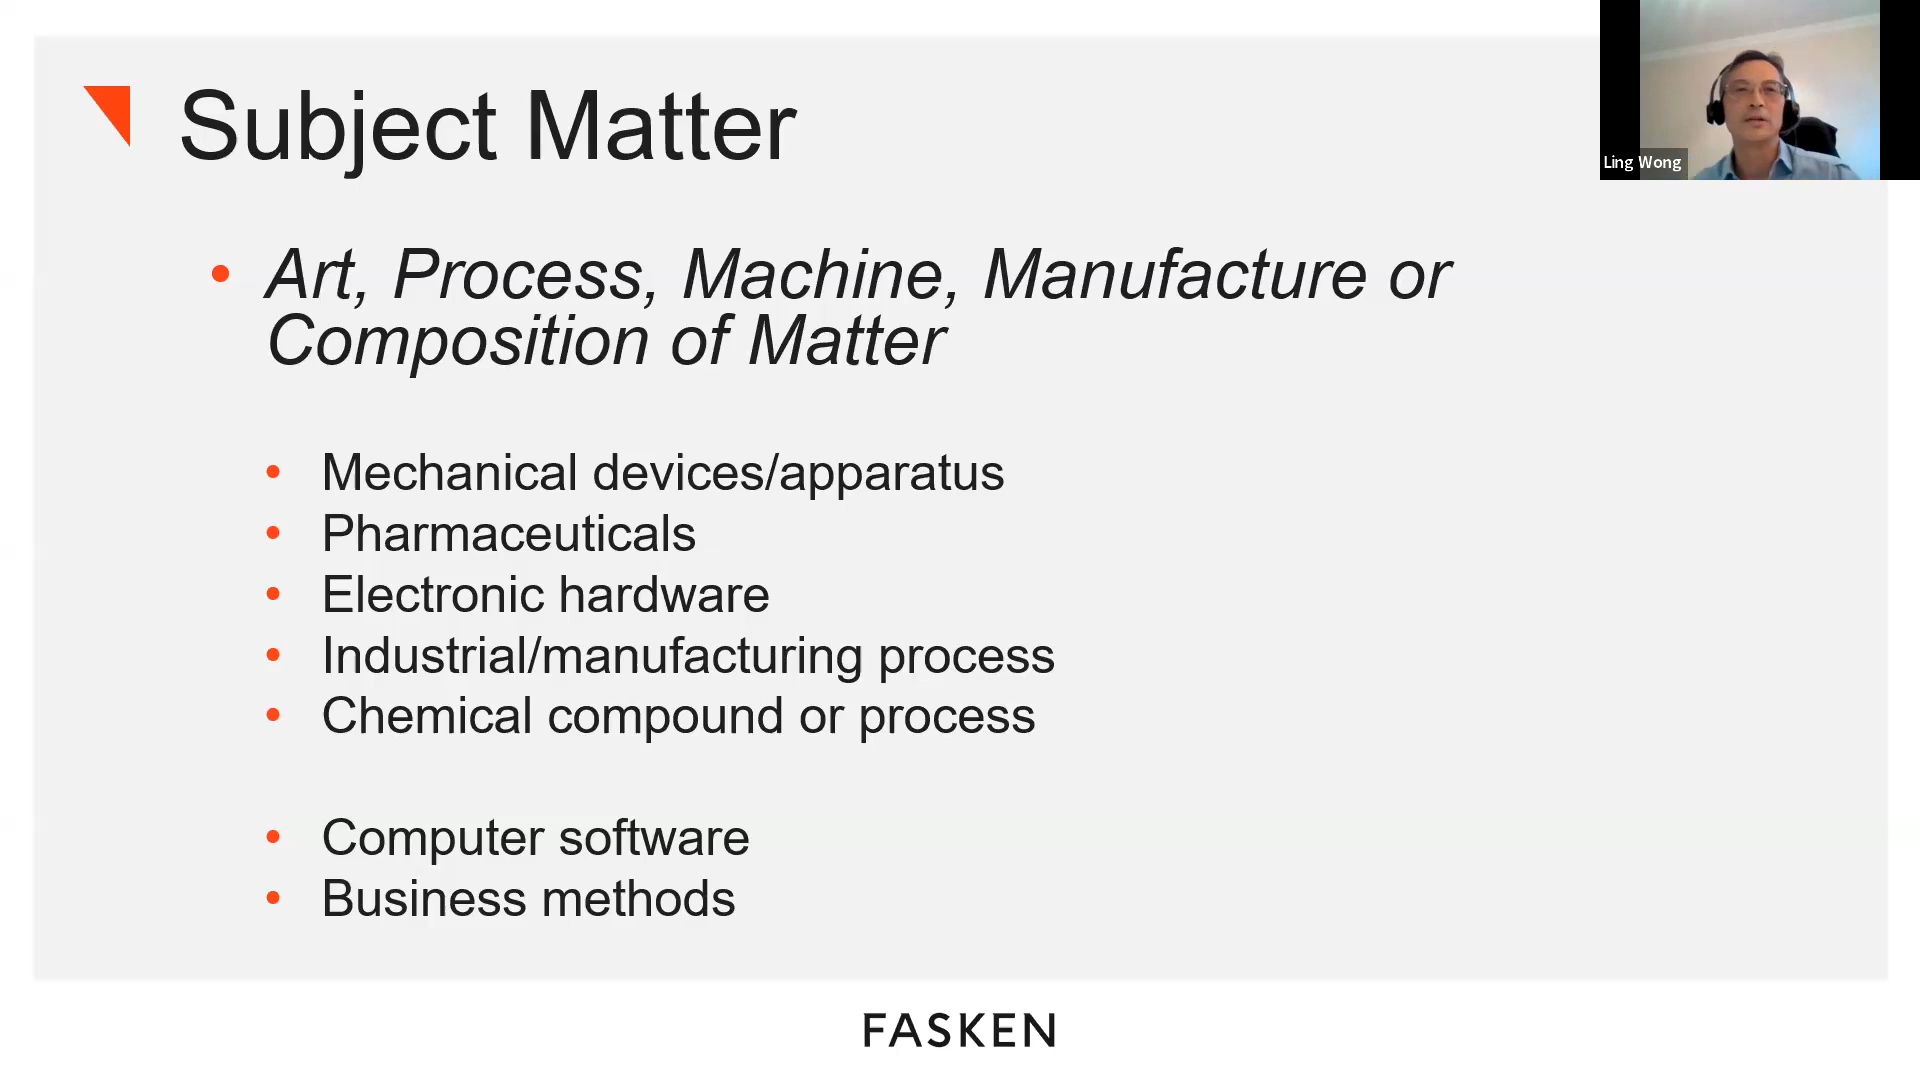 Subject Matter
Ling Wong
• Art, Process, Machine, Manufacture or
Composition of Matter
• Mechanical devices/apparatus
• Pharmaceuticals
• Electronic hardware
• Industrial/manufacturing process
• Chemical compound or process
• Computer software
• Business methods
FASKEN